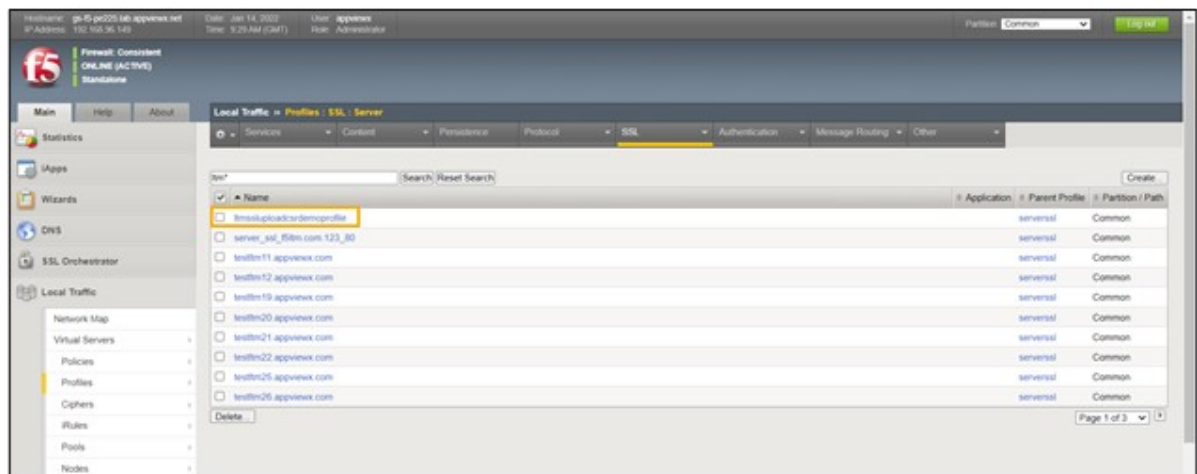 Hostname: gs-f5-pe225.lab.appviewx.net Date: Jan 14, 2022 User: appviewx
IP Address: 192.168.96.149 Time: 9:20 AM (GMT) Role: Administrator
Partition: Common Log out
f5
Firewall: Consistent
ONLINE (ACTIVE)
Standalone
Main Help About
Local Traffic » Profiles : SSL : Server
Services Content Persistence Protocol SSL Authentication Message Routing Other
Statistics
iApps
Wizards
DNS
SSL Orchestrator
Local Traffic
Network Map
Virtual Servers
Policies
Profiles
Ciphers
iRules
Pools
Nodes
ltm* Search Reset Search Create...
Name Application Parent Profile Partition / Path
ltmssluploadcsrdemoprofile serverssl Common
server_ssl_f5ltm.com.123_80 serverssl Common
testltm11.appviewx.com serverssl Common
testltm12.appviewx.com serverssl Common
testltm19.appviewx.com serverssl Common
testltm20.appviewx.com serverssl Common
testltm21.appviewx.com serverssl Common
testltm22.appviewx.com serverssl Common
testltm25.appviewx.com serverssl Common
testltm26.appviewx.com serverssl Common
Delete... Page 1 of 3